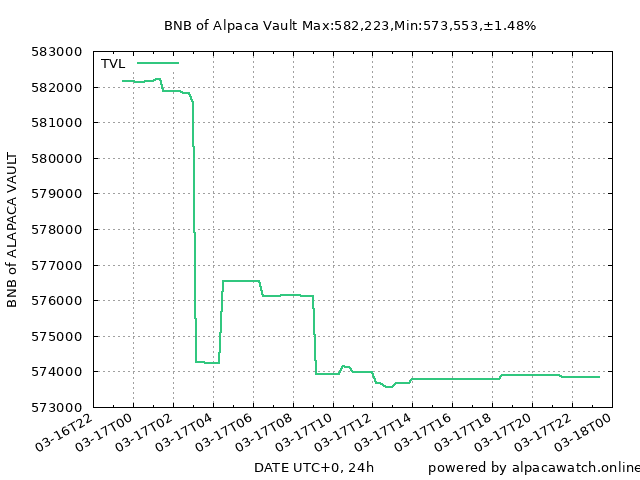 BNB of Alpaca Vault Max:582,223,Min:573,553,±1.48%
TVL
583000
582000
581000
580000
579000
578000
577000
576000
575000
574000
573000
BNB of ALAPACA VAULT
03-16T22
03-17T00
03-17T02
03-17T04
03-17T06
03-17T08
03-17T10
03-17T12
03-17T14
03-17T16
03-17T18
03-17T20
03-17T22
03-18T00
DATE UTC+0, 24h
powered by alpacawatch.online